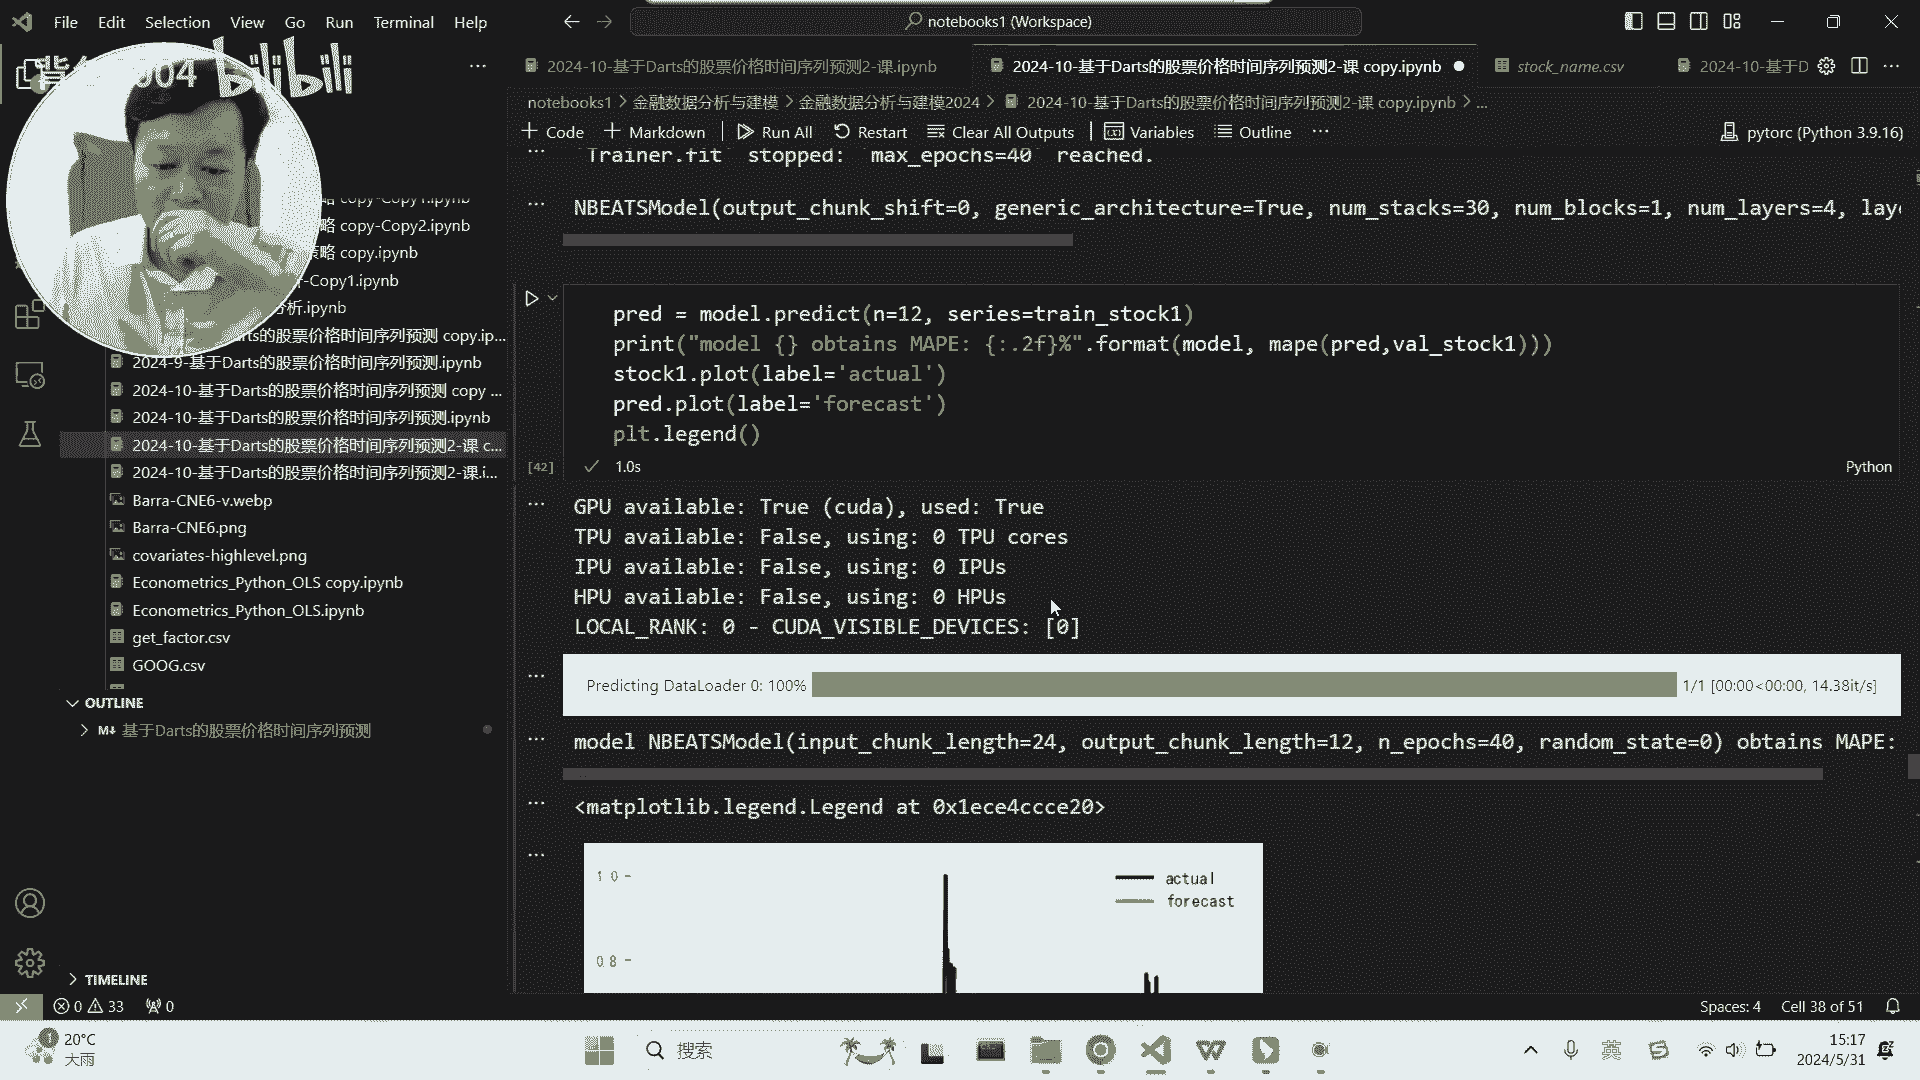 File Edit Selection View Go Run Terminal Help
notebooks1 (Workspace)
004 bilibili
2024-10-基于Darts的股票价格时间序列预测2-课.ipynb
2024-10-基于Darts的股票价格时间序列预测2-课 copy.ipynb
stock_name.csv
2024-10-基于D
notebooks1 > 金融数据分析与建模 > 金融数据分析与建模2024 > 2024-10-基于Darts的股票价格时间序列预测2-课 copy.ipynb > ...
+ Code + Markdown Run All Restart Clear All Outputs Variables Outline ... pytorc (Python 3.9.16)
`Trainer.fit` stopped: `max_epochs=40` reached.
NBEATSModel(output_chunk_shift=0, generic_architecture=True, num_stacks=30, num_blocks=1, num_layers=4, laye
pred = model.predict(n=12, series=train_stock1)
print("model {} obtains MAPE: {:.2f}%".format(model, mape(pred,val_stock1)))
stock1.plot(label='actual')
pred.plot(label='forecast')
plt.legend()
[42] 1.0s Python
GPU available: True (cuda), used: True
TPU available: False, using: 0 TPU cores
IPU available: False, using: 0 IPUs
HPU available: False, using: 0 HPUs
LOCAL_RANK: 0 - CUDA_VISIBLE_DEVICES: [0]
Predicting DataLoader 0: 100% 1/1 [00:00<00:00, 14.38it/s]
model NBEATSModel(input_chunk_length=24, output_chunk_length=12, n_epochs=40, random_state=0) obtains MAPE:
<matplotlib.legend.Legend at 0x1ece4ccce20>
1.0
0.8
actual
forecast
略 copy-Copy1.ipynb
略 copy-Copy2.ipynb
策略 copy.ipynb
-Copy1.ipynb
分析.ipynb
rts的股票价格时间序列预测 copy.ip...
2024-9-基于Darts的股票价格时间序列预测.ipynb
2024-10-基于Darts的股票价格时间序列预测 copy ...
2024-10-基于Darts的股票价格时间序列预测.ipynb
2024-10-基于Darts的股票价格时间序列预测2-课 c...
2024-10-基于Darts的股票价格时间序列预测2-课.i...
Barra-CNE6-v.webp
Barra-CNE6.png
covariates-highlevel.png
Econometrics_Python_OLS copy.ipynb
Econometrics_Python_OLS.ipynb
get_factor.csv
GOOG.csv
OUTLINE
基于Darts的股票价格时间序列预测
TIMELINE
0 33 0
Spaces: 4 Cell 38 of 51
20°C
大雨
搜索
英
15:17
2024/5/31